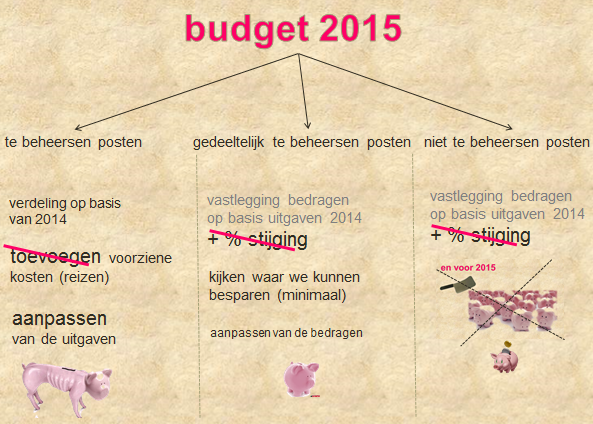 budget 2015
te beheersen posten
gedeeltelijk te beheersen posten
niet te beheersen posten
verdeling op basis
van 2014
toevoegen voorziene
kosten (reizen)
aanpassen
van de uitgaven
vastlegging bedragen
op basis uitgaven 2014
+ % stijging
kijken waar we kunnen
besparen (minimaal)
aanpassen van de bedragen
vastlegging bedragen
op basis uitgaven 2014
+ % stijging
en voor 2015